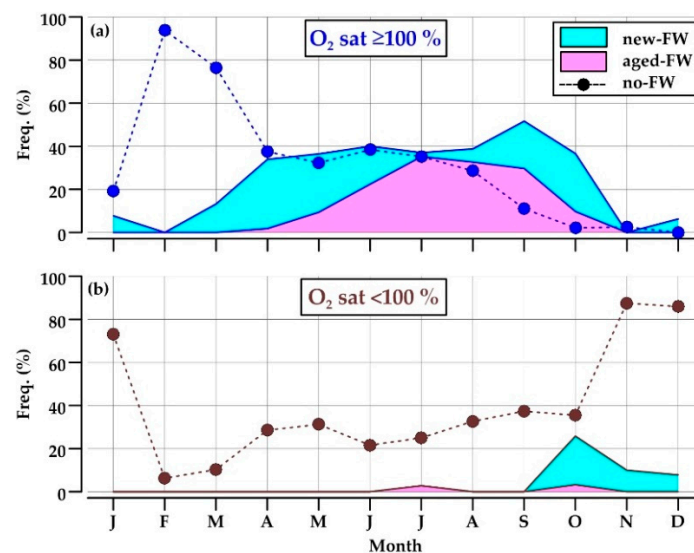 (a)
O₂ sat ≥100 %
new-FW
aged-FW
no-FW
Freq. (%)
100
80
60
40
20
0
(b)
O₂ sat <100 %
Freq. (%)
100
80
60
40
20
0
J F M A M J J A S O N D
Month